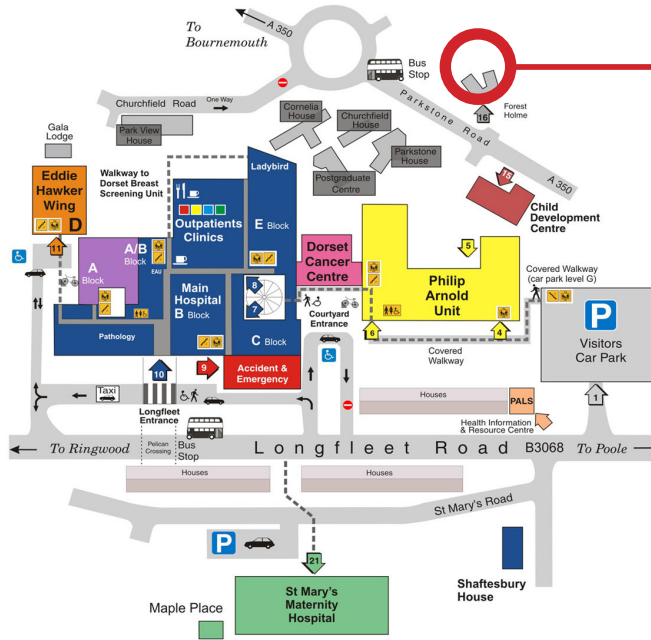 To
Bournemouth
A 350
Bus
Stop
Parkstone Road
16
Forest
Holme
Churchfield Road
One Way
Park View
House
Cornelia
House
Churchfield
House
Parkstone
House
Postgraduate
Centre
A 350
15
Child
Development
Centre
Gala
Lodge
Eddie
Hawker
Wing
D
11
Walkway to
Dorset Breast
Screening Unit
Ladybird
E Block
Outpatients
Clinics
A/B
Block
EAU
A
Block
Main
Hospital
B Block
8
7
C Block
Pathology
Dorset
Cancer
Centre
Courtyard
Entrance
5
Philip
Arnold
Unit
6
4
Covered Walkway
(car park level G)
Covered
Walkway
P
Visitors
Car Park
1
10
9
Accident &
Emergency
Taxi
Longfleet
Entrance
Houses
PALS
Health Information
& Resource Centre
To Ringwood
Pelican
Crossing
Bus
Stop
Longfleet Road
B3068
To Poole
Houses
Houses
St Mary's Road
P
21
Shaftesbury
House
St Mary's
Maternity
Hospital
Maple Place